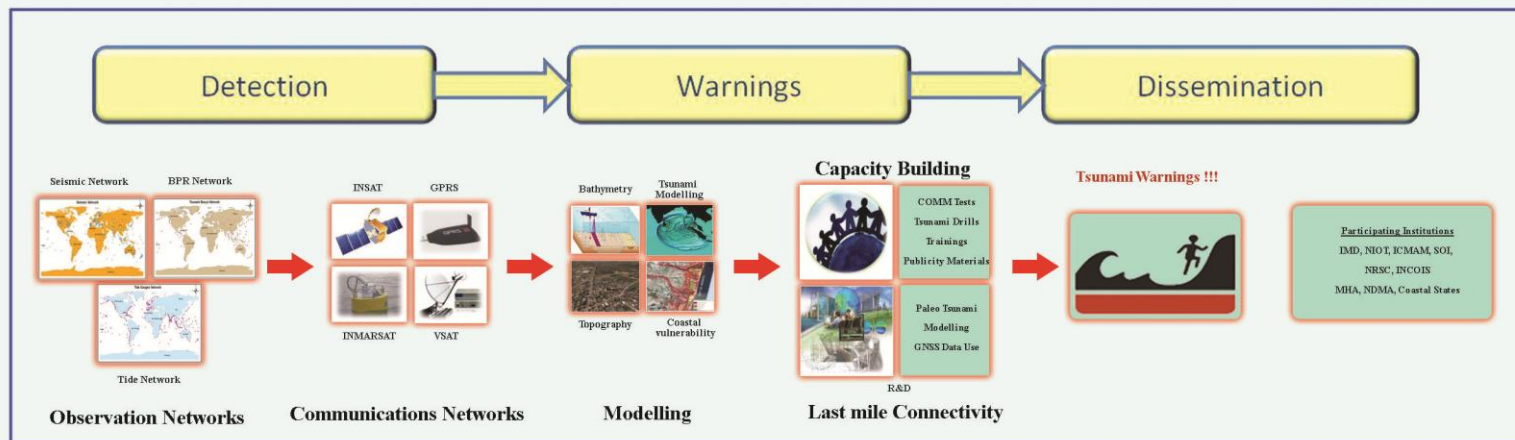 Detection
Warnings
Dissemination
Seismic Network
BPR Network
Tide Network
Observation Networks
INSAT
GPRS
INMARSAT
VSAT
Communications Networks
Bathymetry
Tsunami
Modelling
Topography
Coastal
vulnerability
Modelling
Capacity Building
COMM Tests
Tsunami Drills
Trainings
Publicity Materials
Paleo Tsunami
Modelling
GNSS Data Use
R&D
Last mile Connectivity
Tsunami Warnings !!!
Participating Institutions
IMD, NIOT, ICMAM, SOI,
NRSC, INCOIS
MHA, NDMA, Coastal States